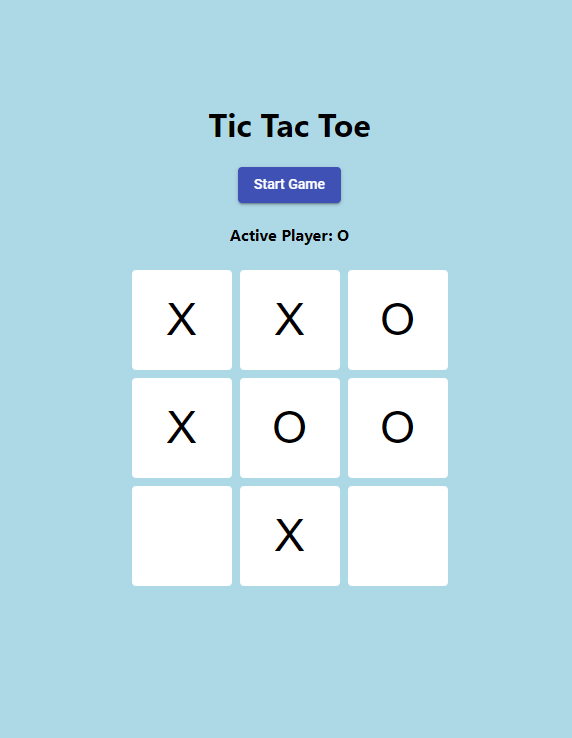 Tic Tac Toe
Start Game
Active Player: O
X X O
X O O
X